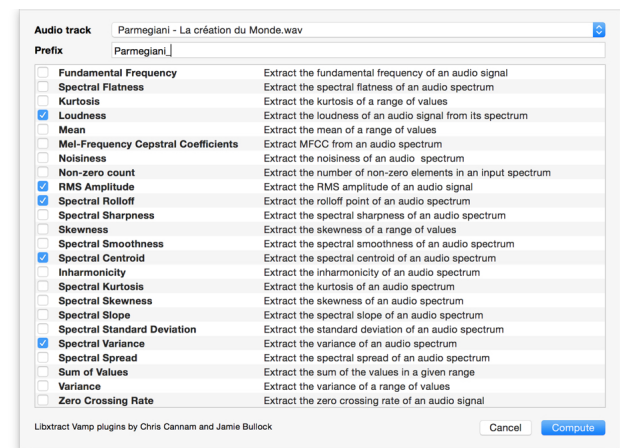 Audio track Parmegiani - La création du Monde.wav
Prefix Parmegiani_
Fundamental Frequency Extract the fundamental frequency of an audio signal
Spectral Flatness Extract the spectral flatness of an audio spectrum
Kurtosis Extract the kurtosis of a range of values
Loudness Extract the loudness of an audio signal from its spectrum
Mean Extract the mean of a range of values
Mel-Frequency Cepstral Coefficients Extract MFCC from an audio spectrum
Noisiness Extract the noisiness of an audio spectrum
Non-zero count Extract the number of non-zero elements in an input spectrum
RMS Amplitude Extract the RMS amplitude of an audio signal
Spectral Rolloff Extract the rolloff point of an audio spectrum
Spectral Sharpness Extract the spectral sharpness of an audio spectrum
Skewness Extract the skewness of a range of values
Spectral Smoothness Extract the spectral smoothness of an audio spectrum
Spectral Centroid Extract the spectral centroid of an audio spectrum
Inharmonicity Extract the inharmonicity of an audio spectrum
Spectral Kurtosis Extract the kurtosis of an audio spectrum
Spectral Skewness Extract the skewness of an audio spectrum
Spectral Slope Extract the spectral slope of an audio spectrum
Spectral Standard Deviation Extract the standard deviation of an audio spectrum
Spectral Variance Extract the variance of an audio spectrum
Spectral Spread Extract the spectral spread of an audio spectrum
Sum of Values Extract the sum of the values in a given range
Variance Extract the variance of a range of values
Zero Crossing Rate Extract the zero crossing rate of an audio signal
Libxtract Vamp plugins by Chris Cannam and Jamie Bullock Cancel Compute